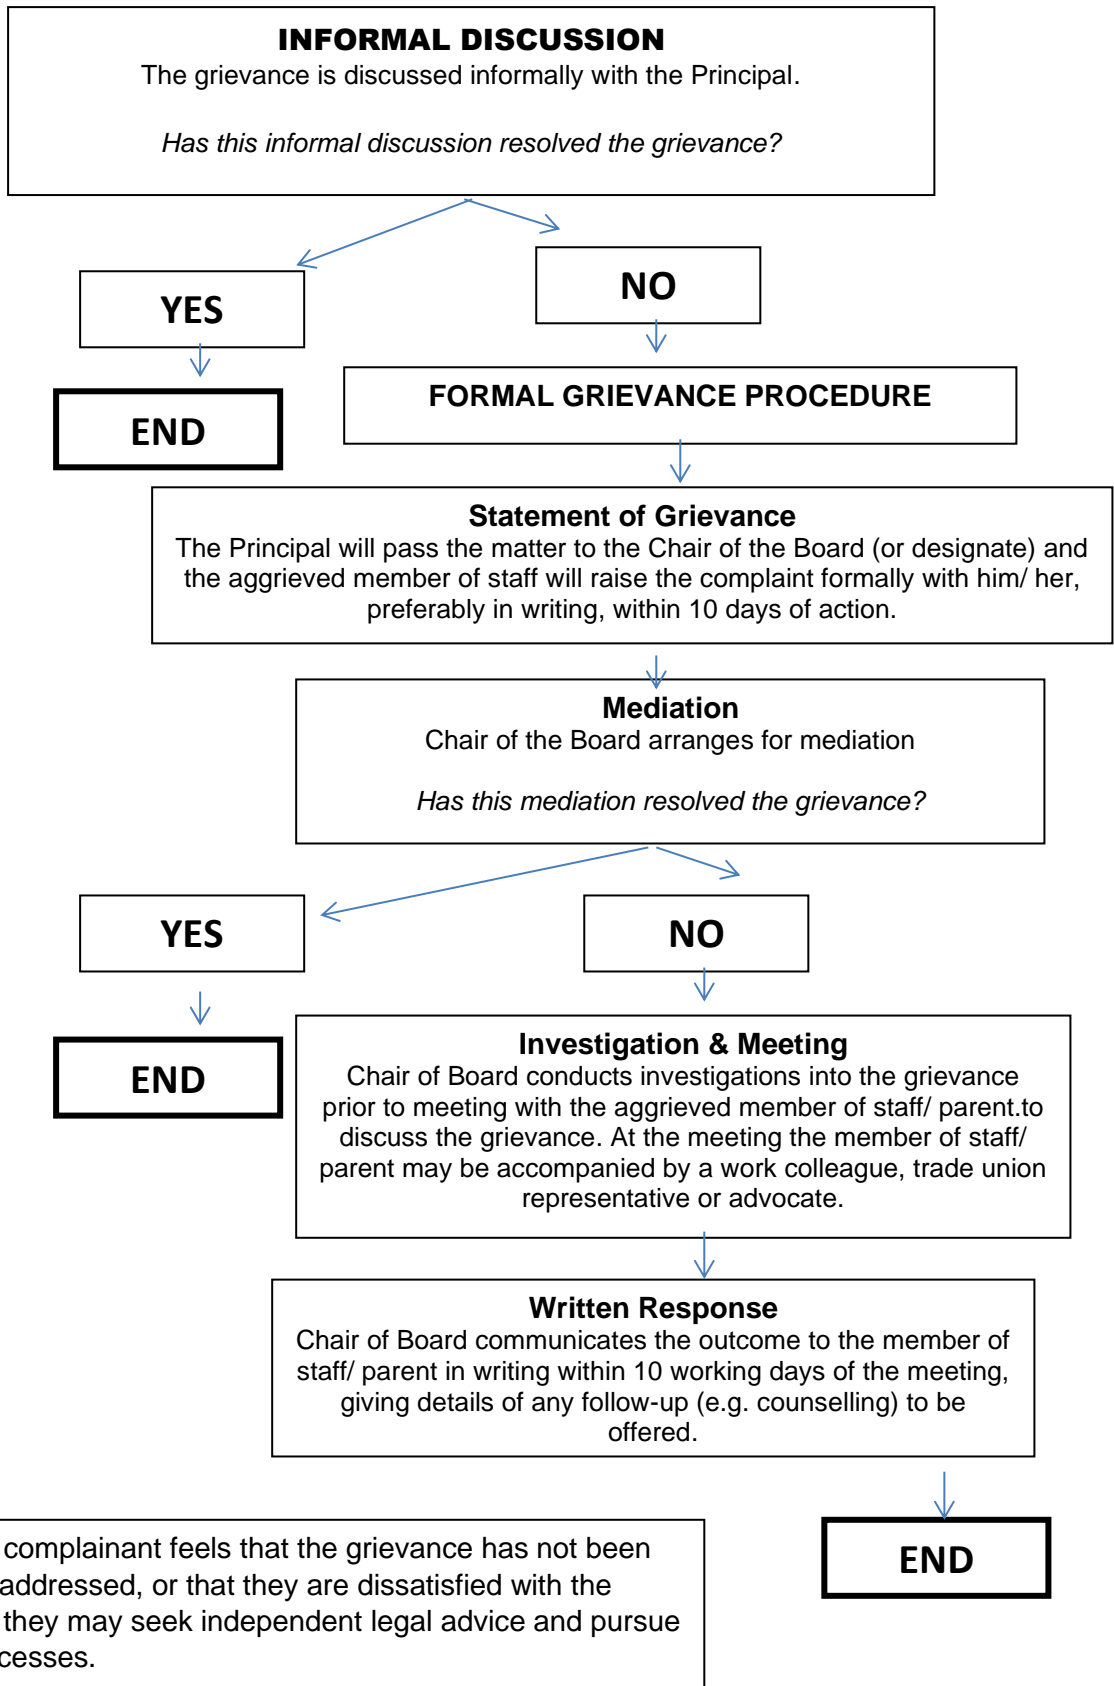 INFORMAL DISCUSSION
The grievance is discussed informally with the Principal.
Has this informal discussion resolved the grievance?
YES
NO
END
FORMAL GRIEVANCE PROCEDURE
Statement of Grievance
The Principal will pass the matter to the Chair of the Board (or designate) and
the aggrieved member of staff will raise the complaint formally with him/ her,
preferably in writing, within 10 days of action.
Mediation
Chair of the Board arranges for mediation
Has this mediation resolved the grievance?
YES
NO
END
Investigation & Meeting
Chair of Board conducts investigations into the grievance
prior to meeting with the aggrieved member of staff/ parent.to
discuss the grievance. At the meeting the member of staff/
parent may be accompanied by a work colleague, trade union
representative or advocate.
Written Response
Chair of Board communicates the outcome to the member of
staff/ parent in writing within 10 working days of the meeting,
giving details of any follow-up (e.g. counselling) to be
offered.
END
complainant feels that the grievance has not been
addressed, or that they are dissatisfied with the
they may seek independent legal advice and pursue
cesses.